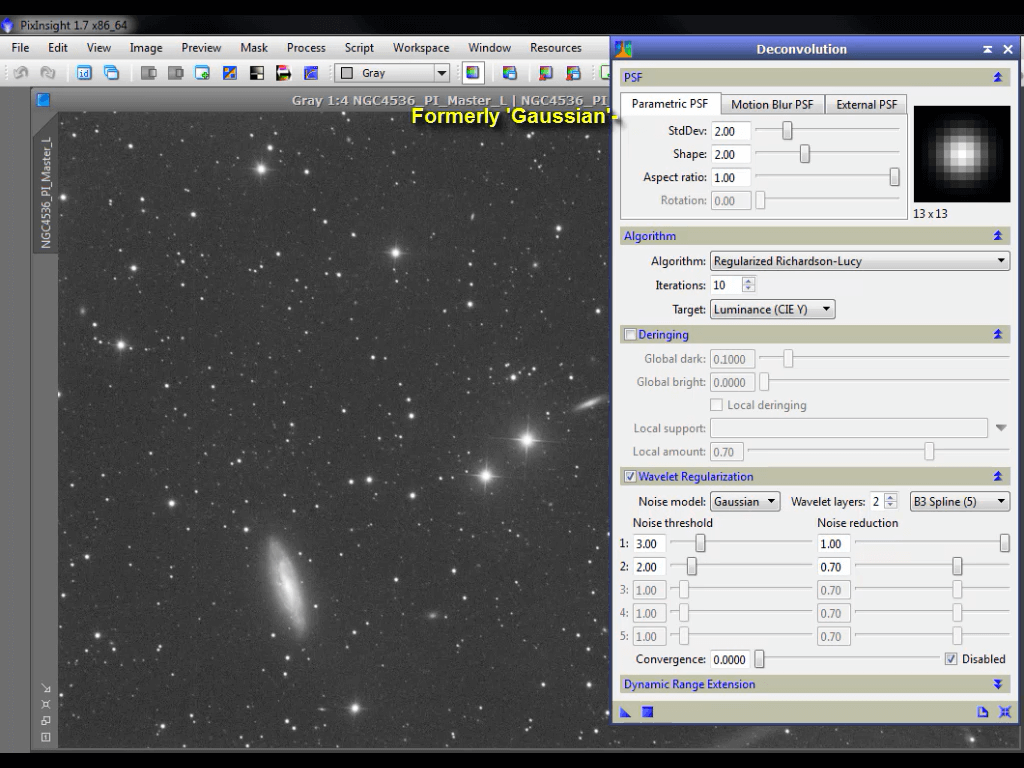 PixInsight 1.7 x86_64
File Edit View Image Preview Mask Process Script Workspace Window Resources
Deconvolution
id Gray
Gray 1:4 NGC4536_PI_Master_L | NGC4536_PI
Formerly 'Gaussian'-
NGC4536_PI_Master_L
PSF
Parametric PSF Motion Blur PSF External PSF
StdDev: 2.00
Shape: 2.00
Aspect ratio: 1.00
Rotation: 0.00
13 x 13
Algorithm
Algorithm: Regularized Richardson-Lucy
Iterations: 10
Target: Luminance (CIE Y)
Deringing
Global dark: 0.1000
Global bright: 0.0000
Local deringing
Local support:
Local amount: 0.70
Wavelet Regularization
Noise model: Gaussian Wavelet layers: 2 B3 Spline (5)
Noise threshold Noise reduction
1: 3.00 1.00
2: 2.00 0.70
3: 1.00 0.70
4: 1.00 0.70
5: 1.00 0.70
Convergence: 0.0000 Disabled
Dynamic Range Extension